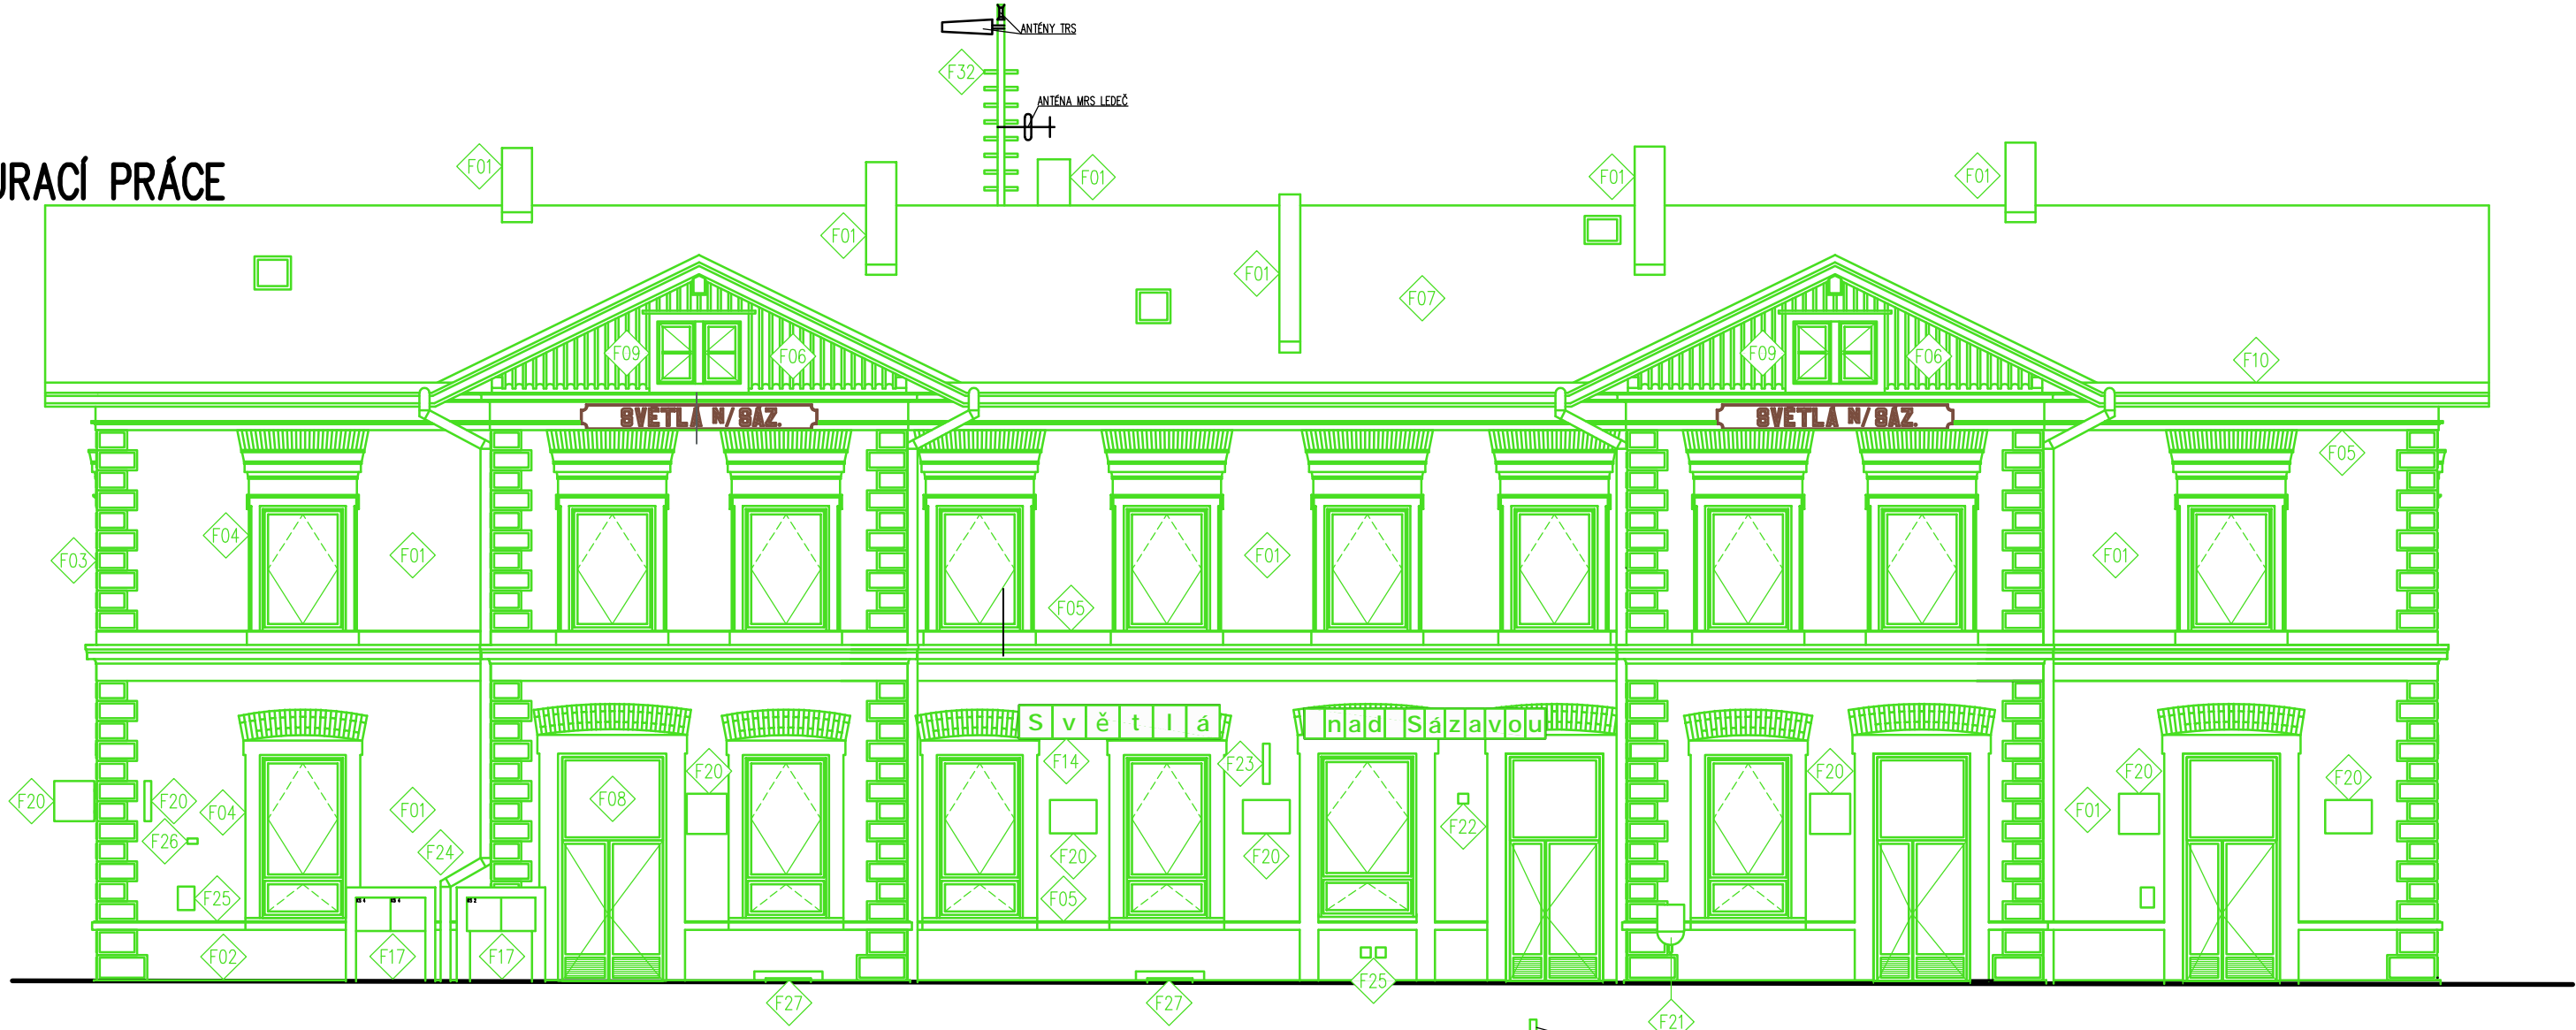 ANTÉNY TRS
F32
ANTÉNA MRS LEDEČ
URACÍ PRÁCE
F01
F01
F01
F01
F01
F01
F07
F09
F06
F09
F06
F10
SVĚTLÁ N/SÁZ.
SVĚTLÁ N/SÁZ.
F05
F04
F03
F01
F01
F01
F05
Světlá
nad Sázavou
F14
F23
F20
F20
F20
F20
F20
F20
F08
F04
F01
F01
F22
F26
F24
F20
F20
F25
F05
F02
F17
F17
F25
F27
F27
F21